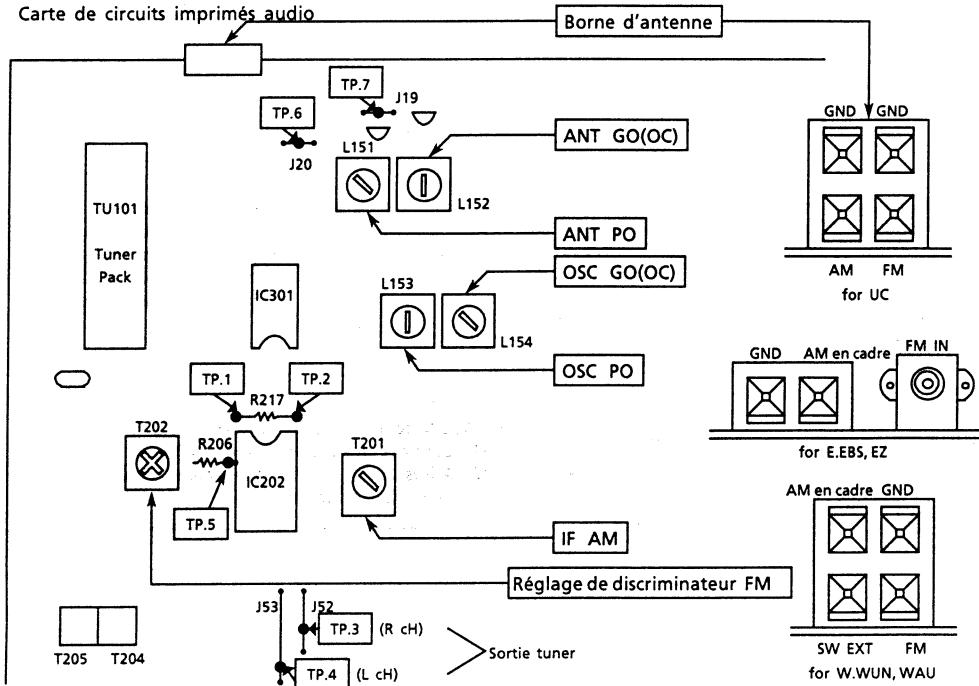 Carte de circuits imprimés audio
Borne d'antenne
TP.7
J19
TP.6
J20
GND GND
ANT GO(OC)
L151
L152
TU101
Tuner
Pack
ANT PO
AM FM
for UC
OSC GO(OC)
IC301
L153
L154
OSC PO
GND AM en cadre FM IN
TP.1
TP.2
R217
for E.EBS, EZ
T202
R206
IC202
T201
TP.5
AM en cadre GND
IF AM
Réglage de discriminateur FM
J53 J52
TP.3 (R cH)
Sortie tuner
TP.4 (L cH)
T205 T204
SW EXT FM
for W.WUN, WAU